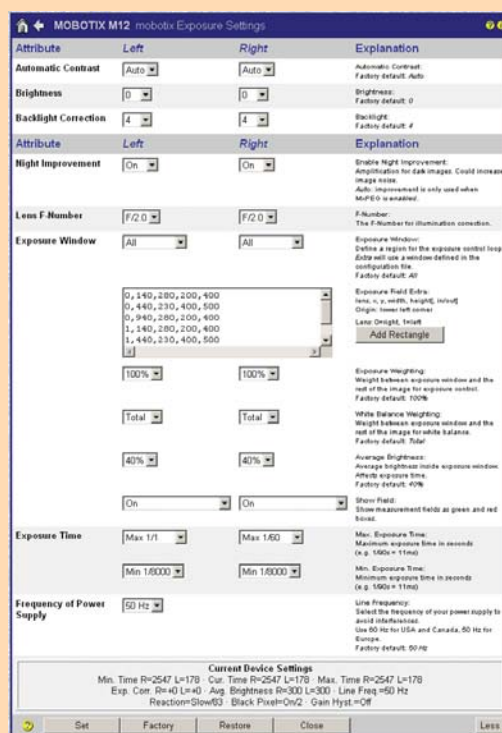 MOBOTIX M12 mobotix Exposure Settings
Attribute Left Right Explanation
Automatic Contrast Auto Auto Automatic Contrast:
Factory default: Auto
Brightness 0 0 Brightness:
Factory default: 0
Backlight Correction 4 4 Backlight:
Factory default: 4
Attribute Left Right Explanation
Night Improvement On On Enable Night Improvement:
Amplification for dark images. Could increase
image noise.
Auto: improvement is only used when
MxPEG is enabled.
Lens F-Number F/2.0 F/2.0 F-Number:
The F-Number for illumination correction.
Exposure Window All All Exposure Window:
Define a region for the exposure control loop.
Extra will use a window defined in the
configuration file.
Factory default: All
0,140,280,200,400
0,440,230,400,500
0,940,280,200,400
1,140,280,200,400
1,440,230,400,500
Exposure Field Extra:
lens, x, y, width, height[, in/out]
Origin: lower left corner
Lens: 0=right, 1=left
Add Rectangle
100% 100% Exposure Weighting:
Weight between exposure window and the
rest of the image for exposure control.
Factory default: 100%
Total Total White Balance Weighting:
Weight between exposure window and the
rest of the image for white balance.
Factory default: Total
40% 40% Average Brightness:
Average brightness inside exposure window.
Affects exposure time.
Factory default: 40%
On On Show Field:
Show measurement fields as green and red
boxes.
Exposure Time Max 1/1 Max 1/60 Max. Exposure Time:
Maximum exposure time in seconds
(e.g. 1/90s = 11ms)
Min 1/8000 Min 1/8000 Min. Exposure Time:
Minimum exposure time in seconds
(e.g. 1/90s = 11ms)
Frequency of Power
Supply 50 Hz Line Frequency:
Select the frequency of your power supply to
avoid interferences.
Use 60 Hz for USA and Canada, 50 Hz for
Europe.
Factory default: 50 Hz
Current Device Settings
Min. Time R=2547 L=178 · Cur. Time R=2547 L=178 · Max. Time R=2547 L=178
Exp. Corr. R=+0 L=+0 · Avg. Brightness R=300 L=300 · Line Freq.=50 Hz
Reaction=Slow/83 · Black Pixel=On/2 · Gain Hyst.=Off
Set Factory Restore Close Less